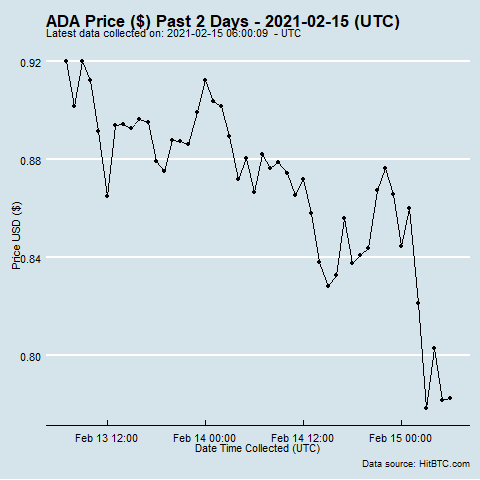 ADA Price ($) Past 2 Days - 2021-02-15 (UTC)
Latest data collected on: 2021-02-15 06:00:09 - UTC
0.92
0.88
0.84
0.80
Price USD ($)
Feb 13 12:00
Feb 14 00:00
Feb 14 12:00
Feb 15 00:00
Date Time Collected (UTC)
Data source: HitBTC.com